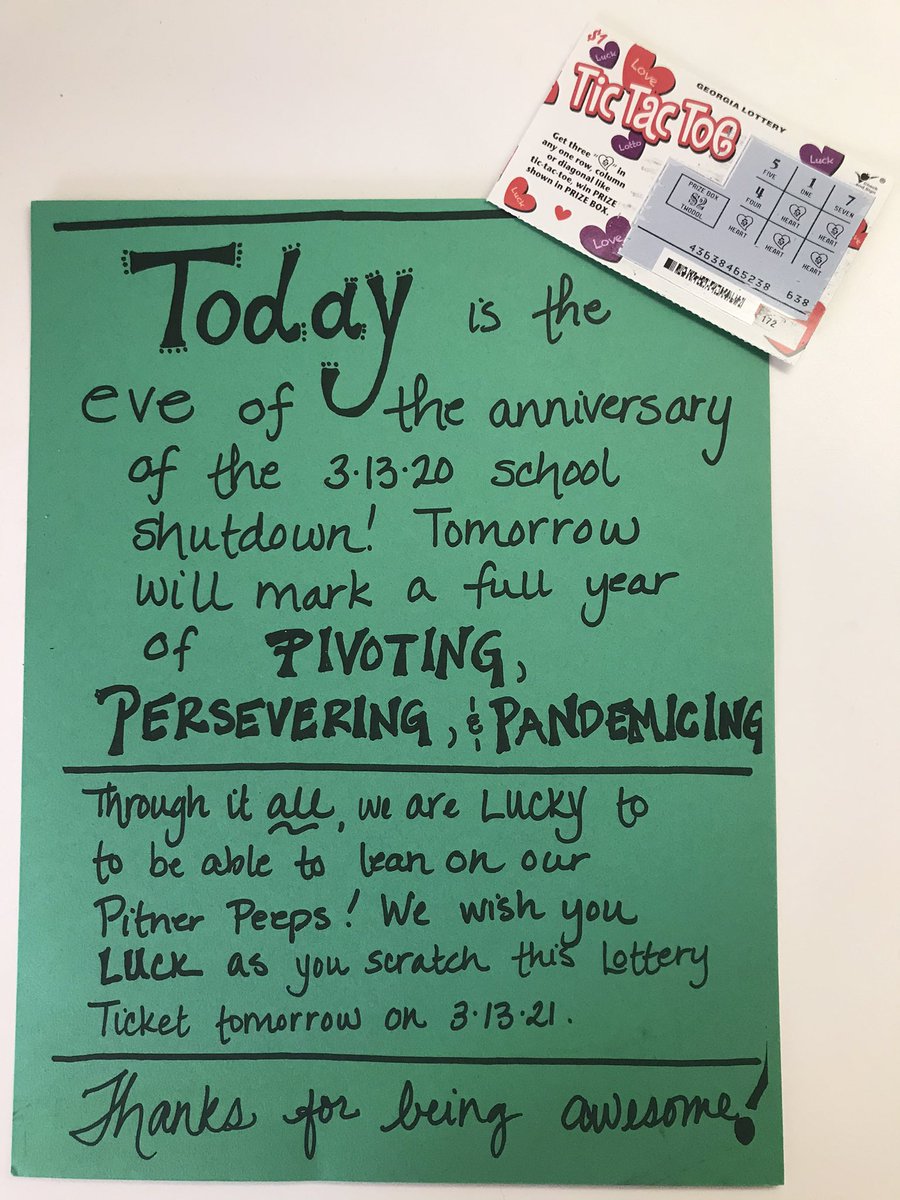 $1
Luck
Love
GEORGIA LOTTERY
TIC TAC TOE
Lotto
Luck
Get three " " in
any one row, column
or diagonal like
tic-tac-toe, win PRIZE
shown in PRIZE BOX.
Luck
Love
PRIZE BOX
$2
TWODOL
5 1 7
FIVE ONE SEVEN
4
FOUR HEART HEART
HEART HEART HEART
43638465238 638
172
Today is the
eve of the anniversary
of the 3.13.20 school
shutdown! Tomorrow
will mark a full year
of PIVOTING,
PERSEVERING, & PANDEMICING
Through it all, we are LUCKY to
to be able to lean on our
Pitner Peeps! We wish you
LUCK as you scratch this Lottery
Ticket tomorrow on 3.13.21.
Thanks for being awesome!